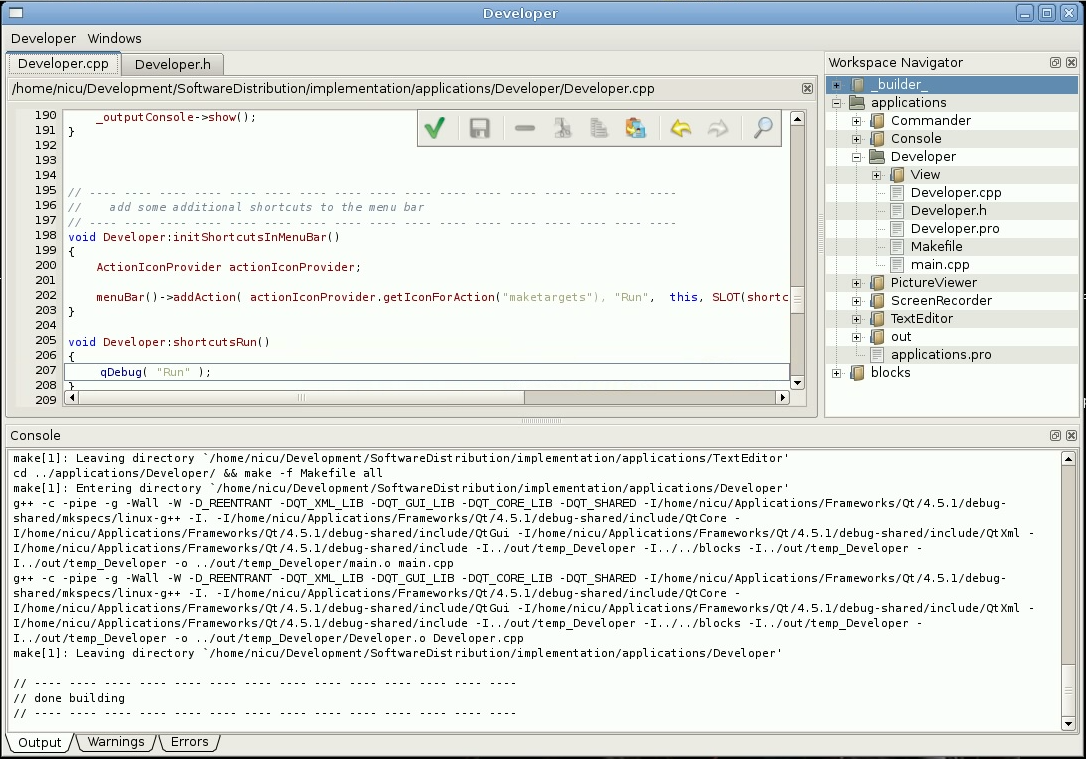 Developer
Developer Windows
Developer.cpp Developer.h
/home/nicu/Development/SoftwareDistribution/implementation/applications/Developer/Developer.cpp
190 _outputConsole->show();
191 }
192
193
194
195 // ---- ---- ---- ---- ---- ---- ---- ---- ---- ---- ---- ---- ---- ---- ---- ---- ----
196 // add some additional shortcuts to the menu bar
197 // ---- ---- ---- ---- ---- ---- ---- ---- ---- ---- ---- ---- ---- ---- ---- ---- ----
198 void Developer:initShortcutsInMenuBar()
199 {
200 ActionIconProvider actionIconProvider;
201
202 menuBar()->addAction( actionIconProvider.getIconForAction("maketargets"), "Run", this, SLOT(shortc
203 }
204
205 void Developer:shortcutsRun()
206 {
207 qDebug( "Run" );
208 }
209
Workspace Navigator
_builder_
applications
Commander
Console
Developer
View
Developer.cpp
Developer.h
Developer.pro
Makefile
main.cpp
PictureViewer
ScreenRecorder
TextEditor
out
applications.pro
blocks
Console
make[1]: Leaving directory `/home/nicu/Development/SoftwareDistribution/implementation/applications/TextEditor'
cd ../applications/Developer/ && make -f Makefile all
make[1]: Entering directory `/home/nicu/Development/SoftwareDistribution/implementation/applications/Developer'
g++ -c -pipe -g -Wall -W -D_REENTRANT -DQT_XML_LIB -DQT_GUI_LIB -DQT_CORE_LIB -DQT_SHARED -I/home/nicu/Applications/Frameworks/Qt/4.5.1/debug-
shared/mkspecs/linux-g++ -I. -I/home/nicu/Applications/Frameworks/Qt/4.5.1/debug-shared/include/QtCore -
I/home/nicu/Applications/Frameworks/Qt/4.5.1/debug-shared/include/QtGui -I/home/nicu/Applications/Frameworks/Qt/4.5.1/debug-shared/include/QtXml -
I/home/nicu/Applications/Frameworks/Qt/4.5.1/debug-shared/include -I../out/temp_Developer -I../../blocks -I../out/temp_Developer -
I../out/temp_Developer -o ../out/temp_Developer/main.o main.cpp
g++ -c -pipe -g -Wall -W -D_REENTRANT -DQT_XML_LIB -DQT_GUI_LIB -DQT_CORE_LIB -DQT_SHARED -I/home/nicu/Applications/Frameworks/Qt/4.5.1/debug-
shared/mkspecs/linux-g++ -I. -I/home/nicu/Applications/Frameworks/Qt/4.5.1/debug-shared/include/QtCore -
I/home/nicu/Applications/Frameworks/Qt/4.5.1/debug-shared/include/QtGui -I/home/nicu/Applications/Frameworks/Qt/4.5.1/debug-shared/include/QtXml -
I/home/nicu/Applications/Frameworks/Qt/4.5.1/debug-shared/include -I../out/temp_Developer -I../../blocks -I../out/temp_Developer -
I../out/temp_Developer -o ../out/temp_Developer/Developer.o Developer.cpp
make[1]: Leaving directory `/home/nicu/Development/SoftwareDistribution/implementation/applications/Developer'
// ---- ---- ---- ---- ---- ---- ---- ---- ---- ---- ---- ---- ---- ----
// done building
// ---- ---- ---- ---- ---- ---- ---- ---- ---- ---- ---- ---- ---- ----
Output Warnings Errors